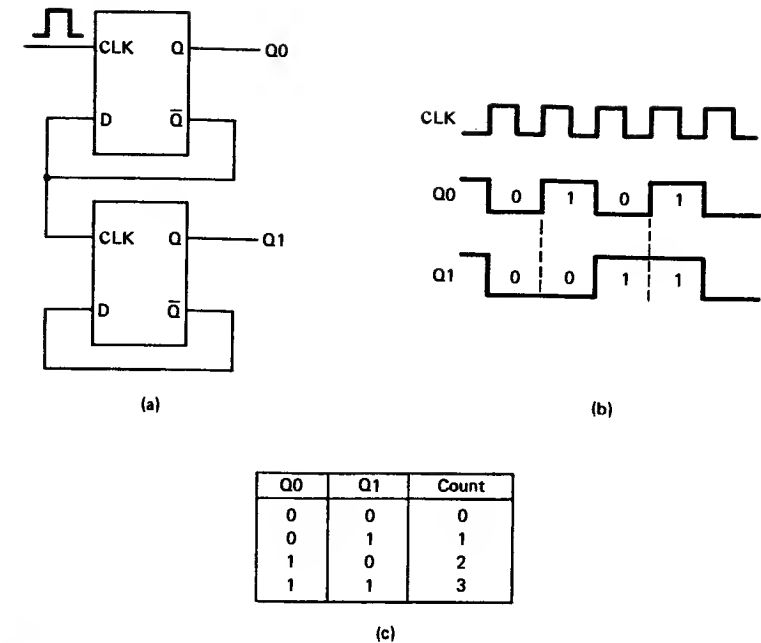 CLK Q Q0
D Q̅
CLK Q Q1
D Q̅
(a)
CLK
Q0 0 1 0 1
Q1 0 0 1 1
(b)
Q0 Q1 Count
0 0 0
0 1 1
1 0 2
1 1 3
(c)